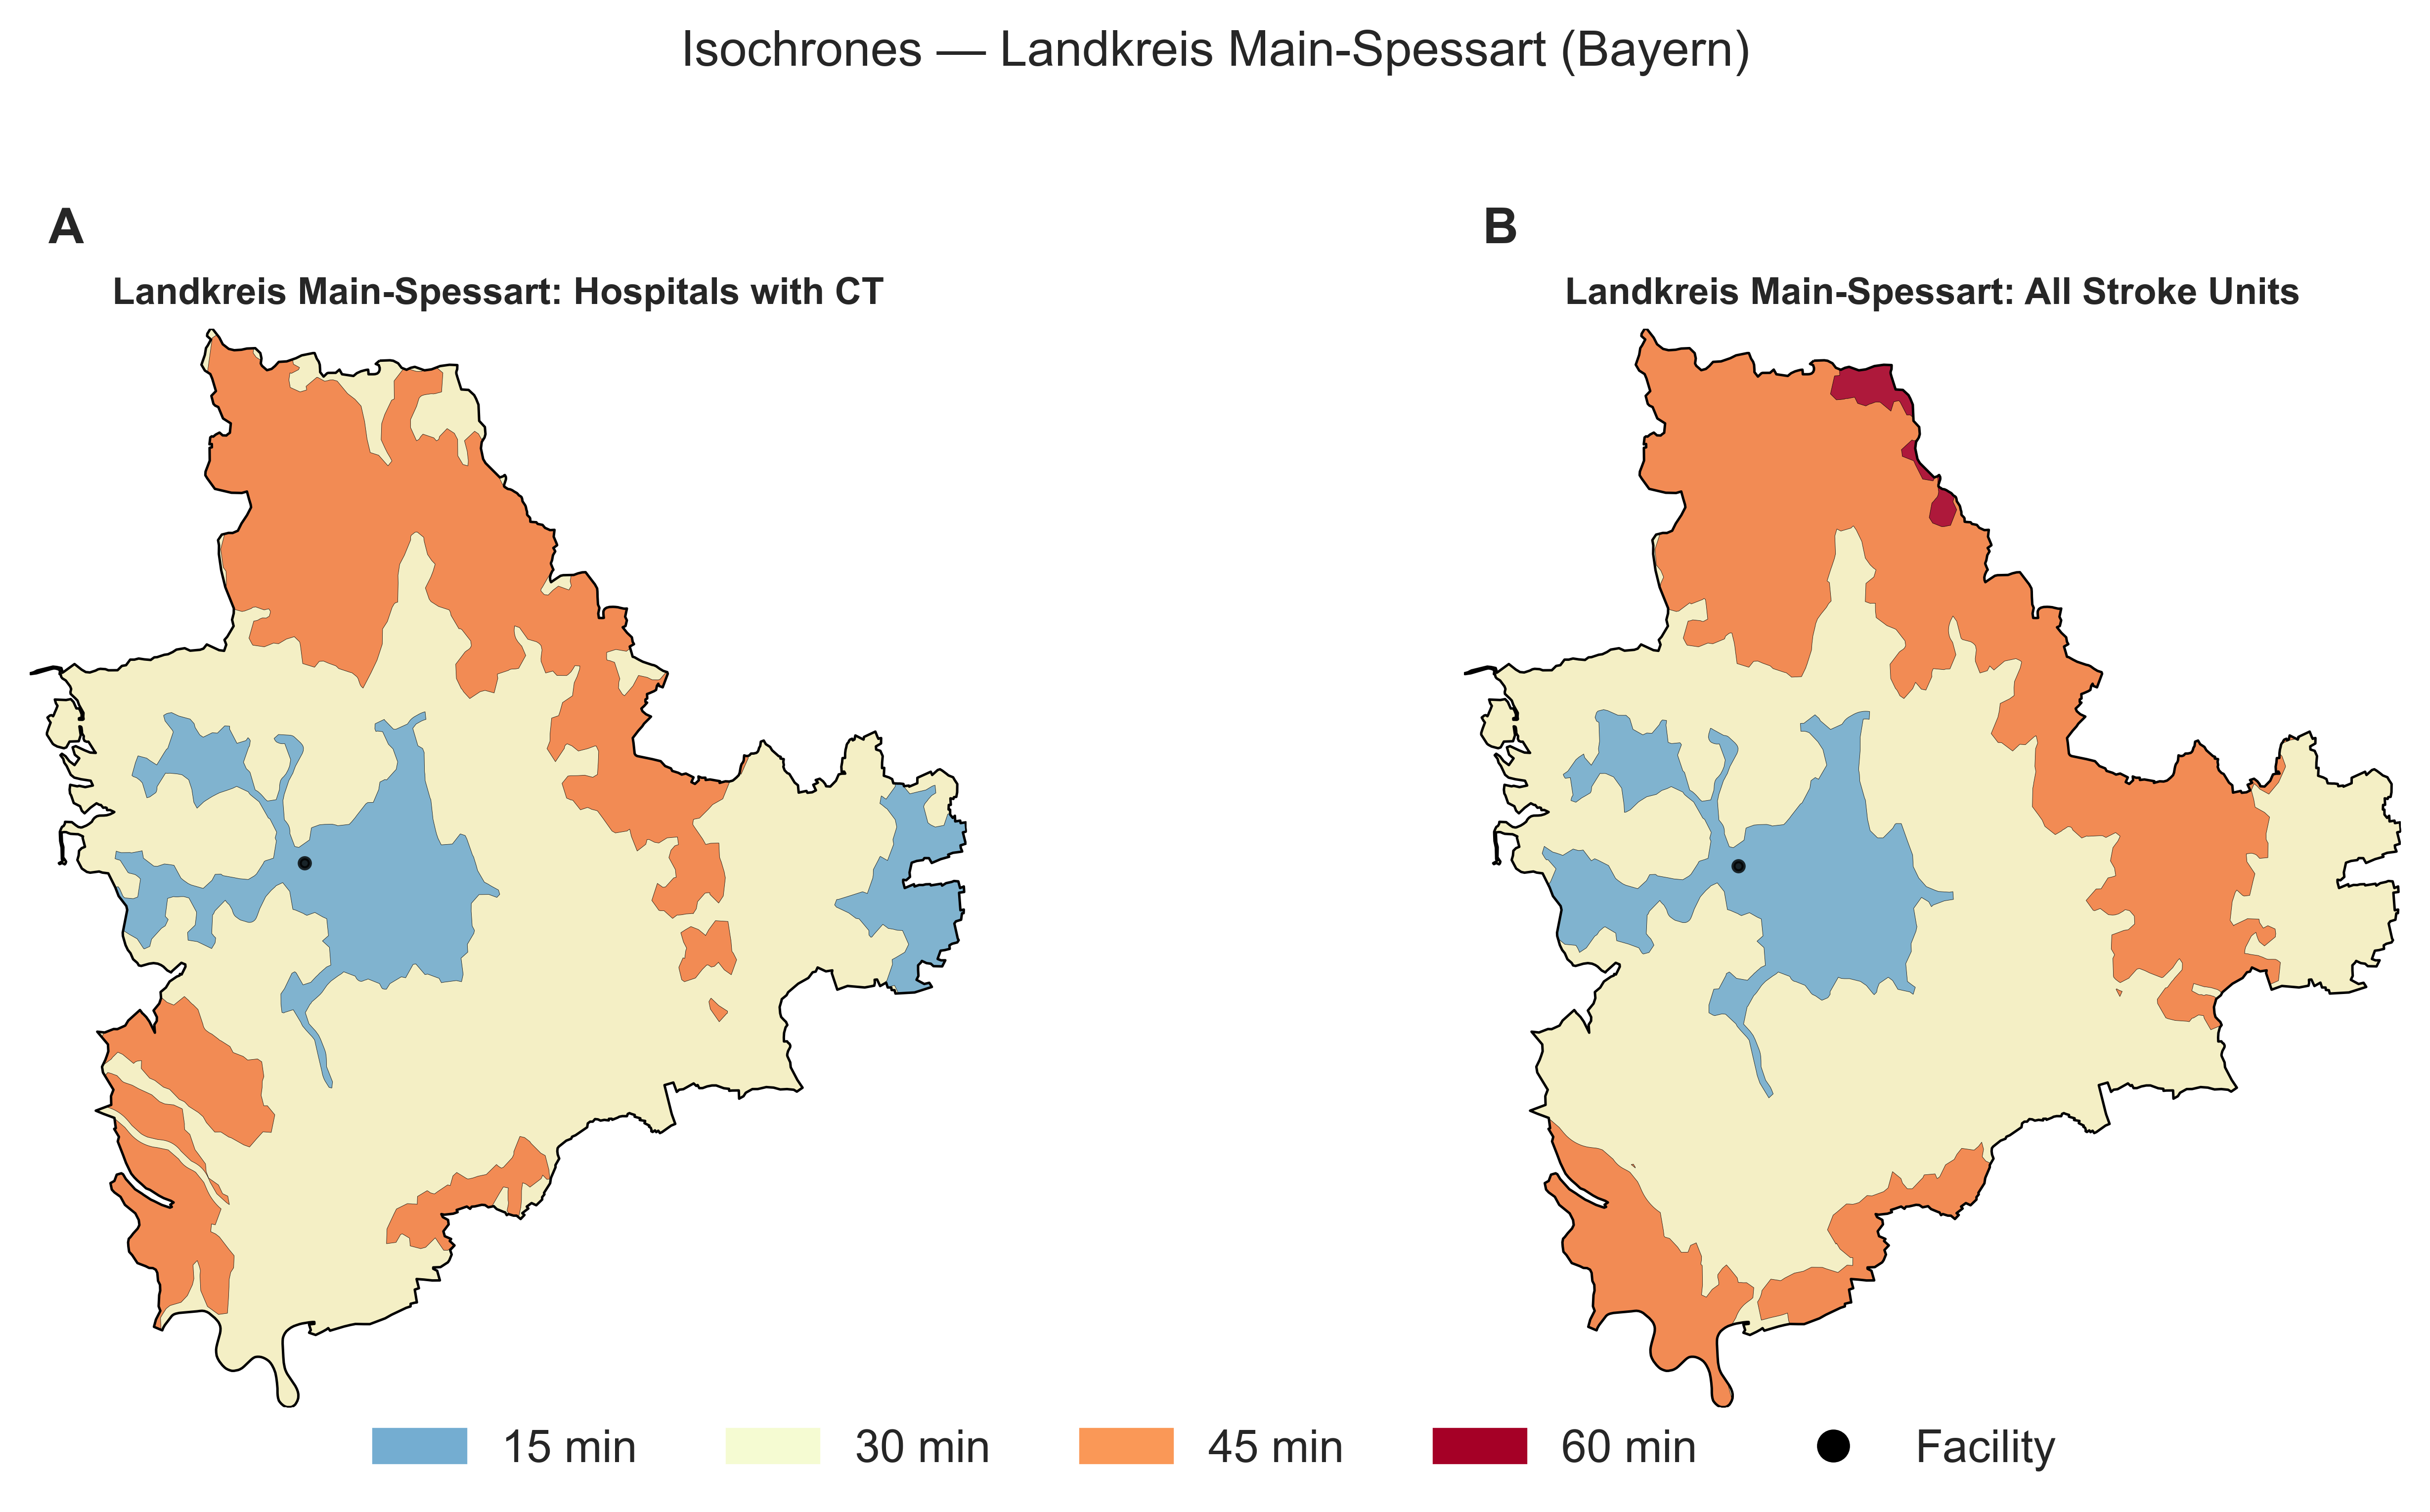 Isochrones — Landkreis Main-Spessart (Bayern)
A
B
Landkreis Main-Spessart: Hospitals with CT
Landkreis Main-Spessart: All Stroke Units
15 min
30 min
45 min
60 min
Facility